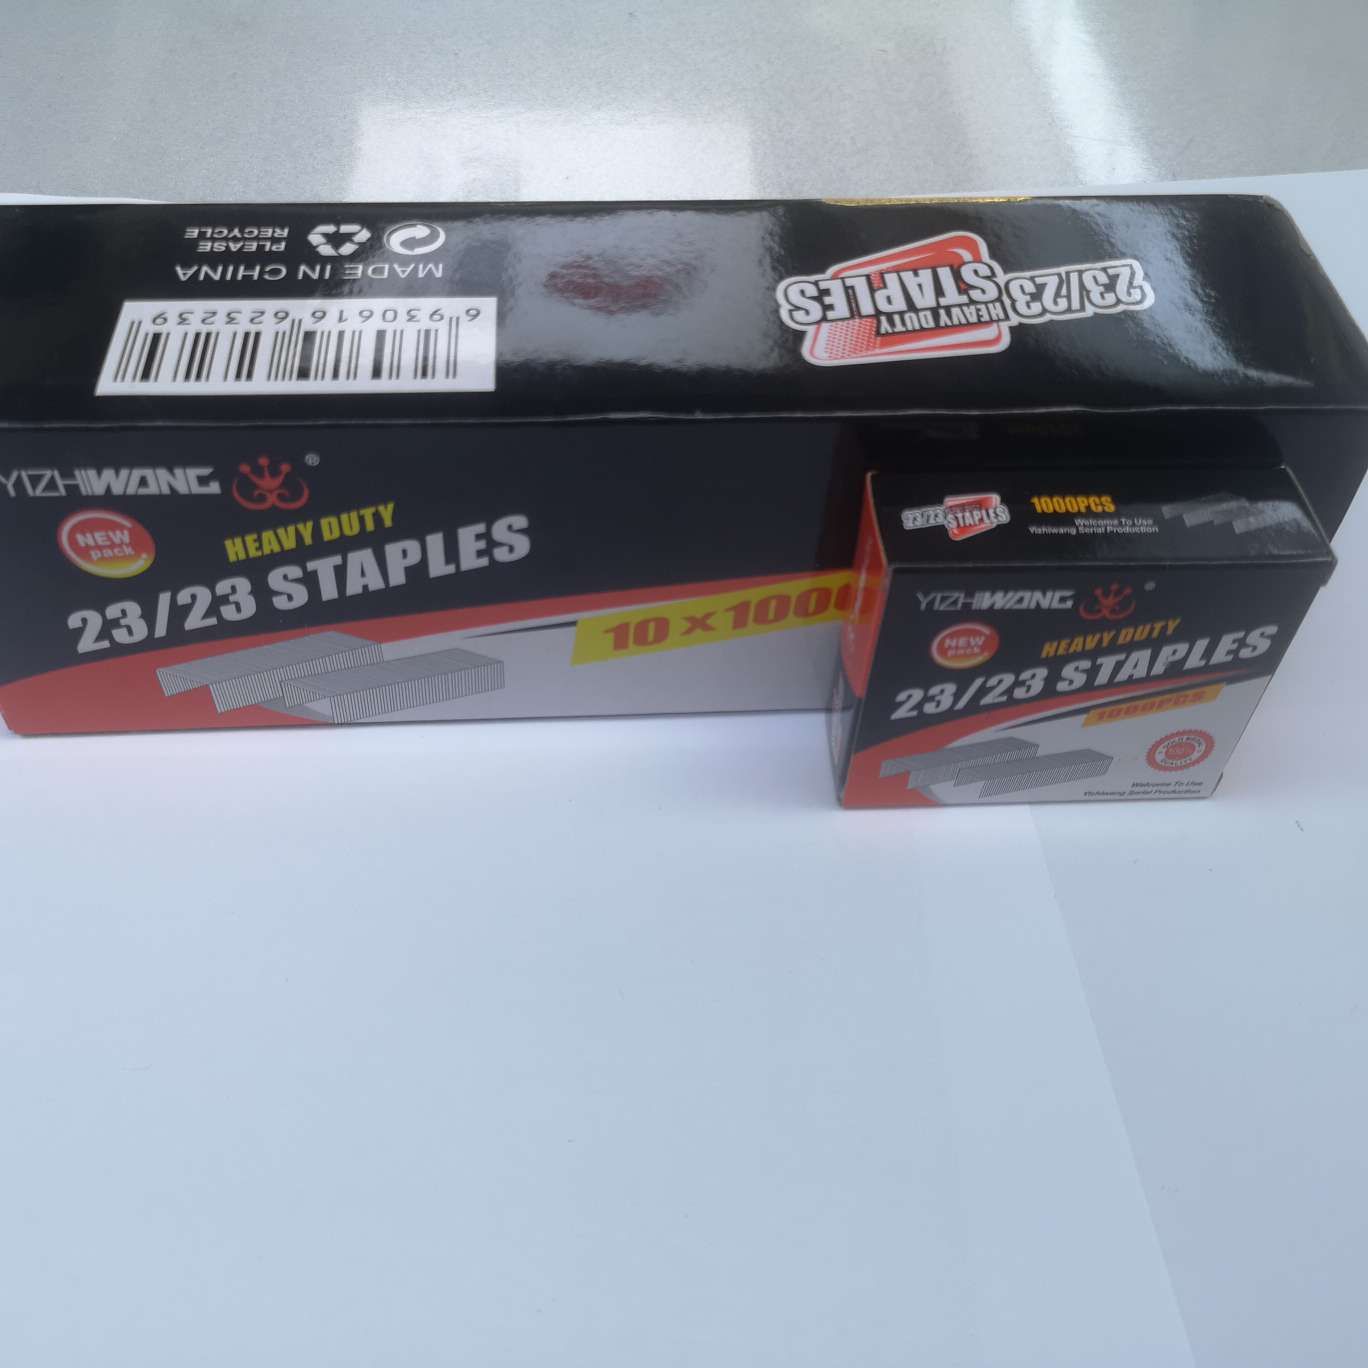 PLEASE
RECYCLE
MADE IN CHINA
6 930616 623239
23/23
HEAVY DUTY
STAPLES
YIZHIWANG ®
NEW
pack
HEAVY DUTY
23/23 STAPLES
10 x 1000
23/23
STAPLES
1000PCS
Welcome To Use
Yizhiwang Serial Production
YIZHIWANG ®
NEW
pack
HEAVY DUTY
23/23 STAPLES
1000PCS
100%
QUALITY
Welcome To Use
Yizhiwang Serial Production